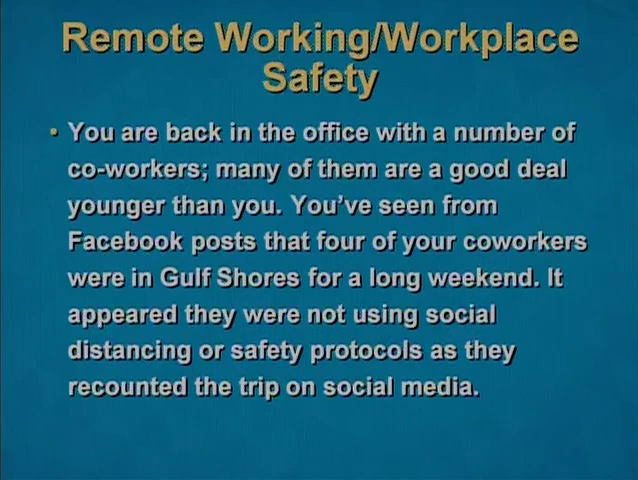 Remote Working/Workplace
Safety
• You are back in the office with a number of
co-workers; many of them are a good deal
younger than you. You’ve seen from
Facebook posts that four of your coworkers
were in Gulf Shores for a long weekend. It
appeared they were not using social
distancing or safety protocols as they
recounted the trip on social media.